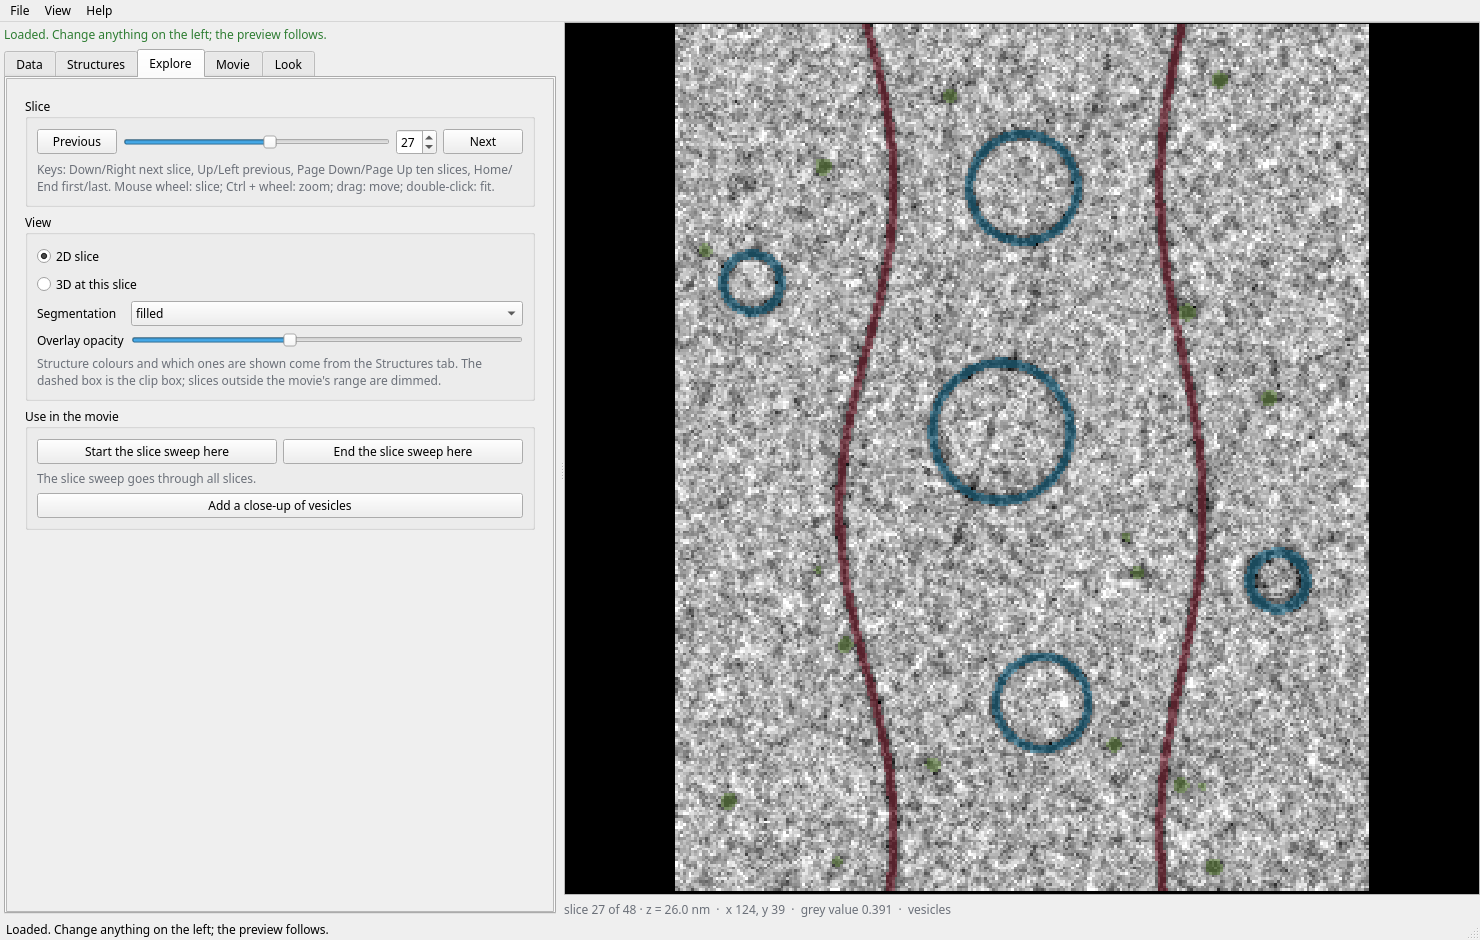 File View Help
Loaded. Change anything on the left; the preview follows.
Data Structures Explore Movie Look
Slice
Previous 27 Next
Keys: Down/Right next slice, Up/Left previous, Page Down/Page Up ten slices, Home/
End first/last. Mouse wheel: slice; Ctrl + wheel: zoom; drag: move; double-click: fit.
View
2D slice
3D at this slice
Segmentation filled
Overlay opacity
Structure colours and which ones are shown come from the Structures tab. The
dashed box is the clip box; slices outside the movie's range are dimmed.
Use in the movie
Start the slice sweep here End the slice sweep here
The slice sweep goes through all slices.
Add a close-up of vesicles
slice 27 of 48 · z = 26.0 nm · x 124, y 39 · grey value 0.391 · vesicles
Loaded. Change anything on the left; the preview follows.